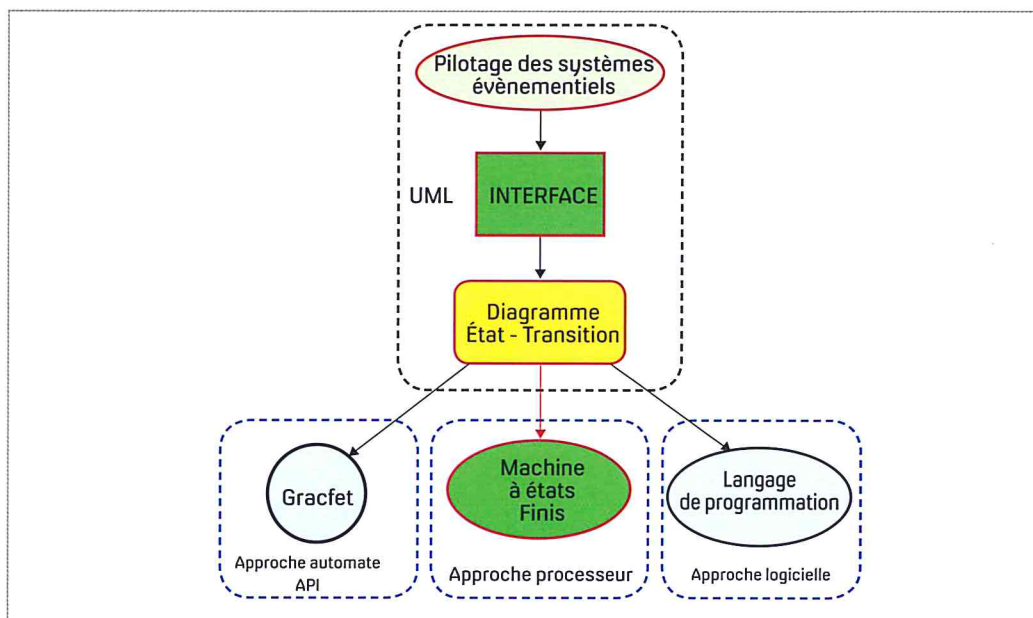 Pilotage des systèmes
évènementiels
UML
INTERFACE
Diagramme
État - Transition
Gracfet
Approche automate
API
Machine
à états
Finis
Approche processeur
Langage
de programmation
Approche logicielle